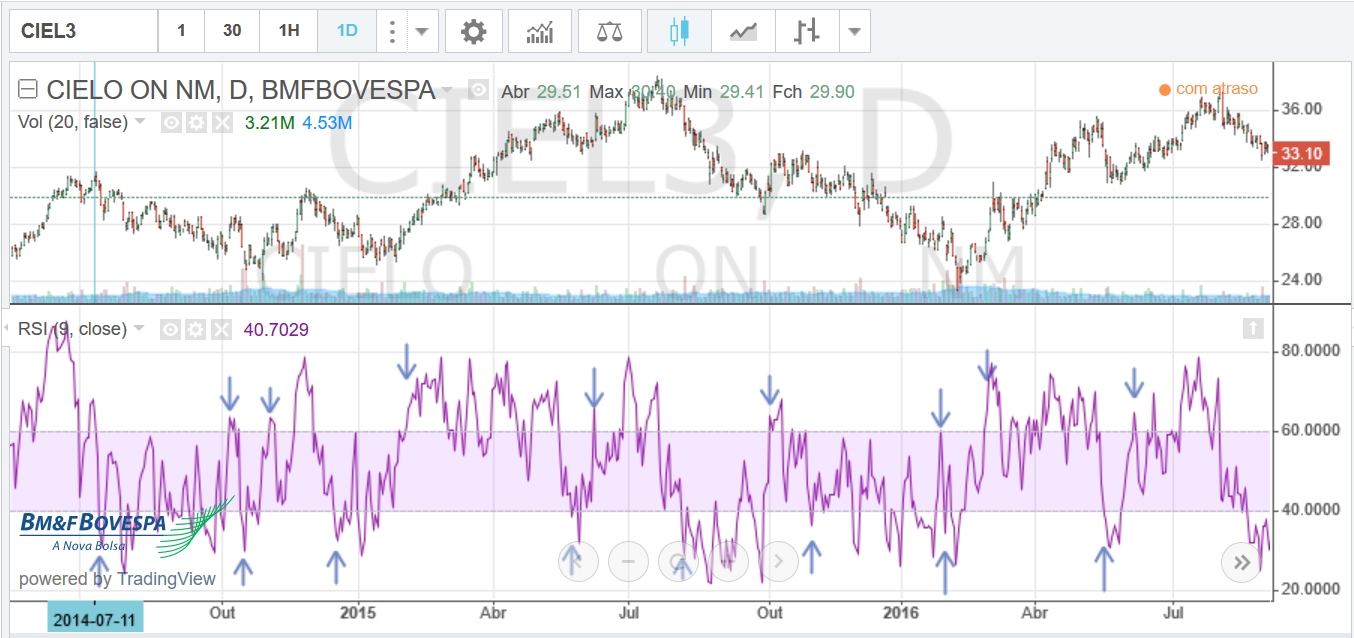 CIEL3 1 30 1H 1D
CIEL3, D
CIELO ON NM
CIELO ON NM, D, BMFBOVESPA Abr 29.51 Max 30.40 Min 29.41 Fch 29.90
com atraso
Vol (20, false) 3.21M 4.53M
36.00
33.10
32.00
28.00
24.00
RSI (9, close) 40.7029
80.0000
60.0000
40.0000
20.0000
BM&FBOVESPA
A Nova Bolsa
powered by TradingView
2014-07-11 Out 2015 Abr Jul Out 2016 Abr Jul